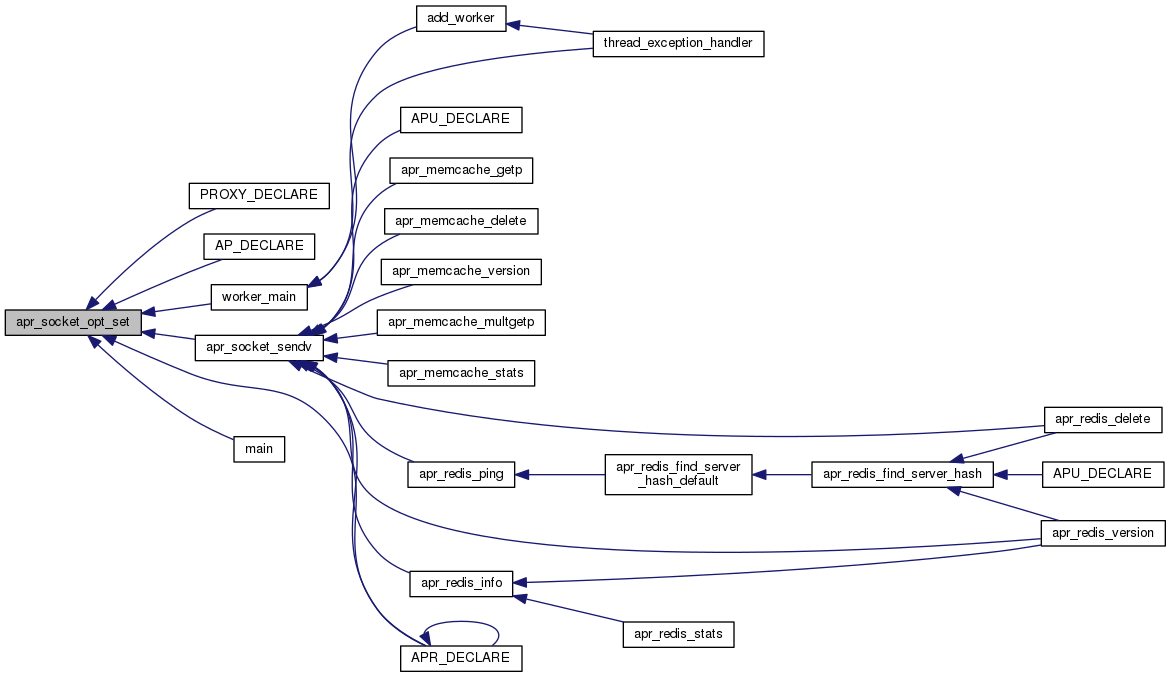 add_worker
thread_exception_handler
APU_DECLARE
apr_memcache_getp
PROXY_DECLARE
apr_memcache_delete
AP_DECLARE
apr_memcache_version
worker_main
apr_socket_opt_set
apr_memcache_multgetp
apr_socket_sendv
apr_memcache_stats
apr_redis_delete
main
apr_redis_ping
apr_redis_find_server
_hash_default
apr_redis_find_server_hash
APU_DECLARE
apr_redis_version
apr_redis_info
apr_redis_stats
APR_DECLARE